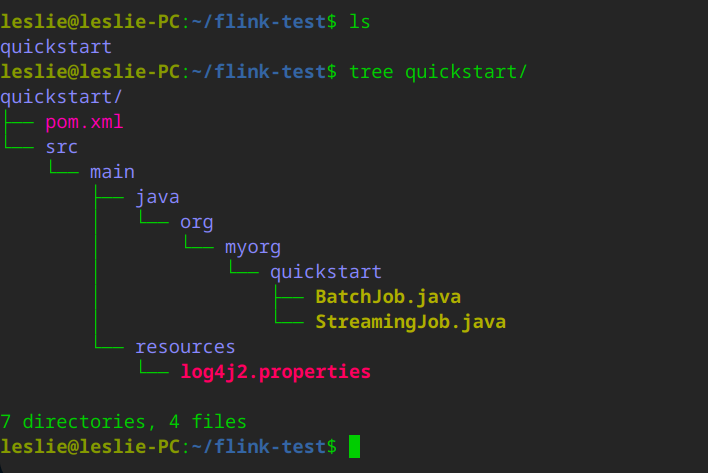 leslie@leslie-PC:~/flink-test$ ls
quickstart
leslie@leslie-PC:~/flink-test$ tree quickstart/
quickstart/
├── pom.xml
└── src
    └── main
        ├── java
        │   └── org
        │       └── myorg
        │           └── quickstart
        │               ├── BatchJob.java
        │               └── StreamingJob.java
        └── resources
            └── log4j2.properties

7 directories, 4 files
leslie@leslie-PC:~/flink-test$